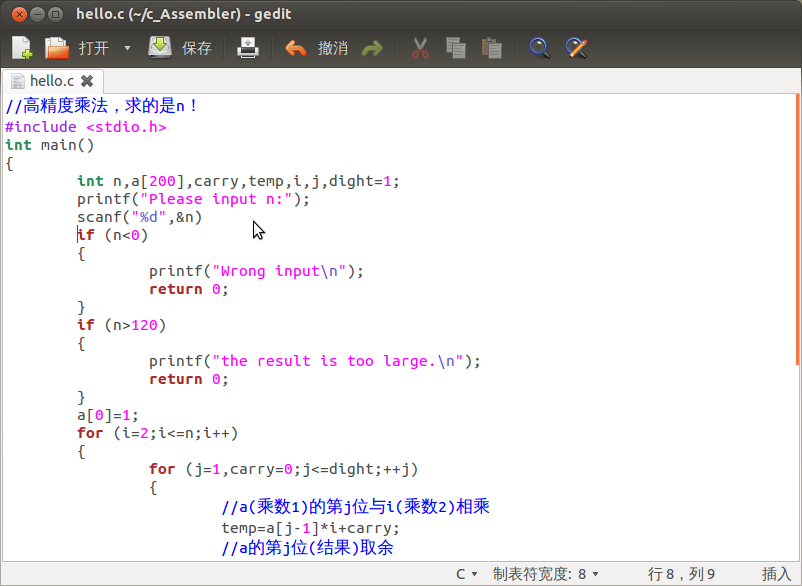 hello.c (~/c_Assembler) - gedit
打开 保存 撤消
hello.c
//高精度乘法，求的是n！
#include <stdio.h>
int main()
{
int n,a[200],carry,temp,i,j,dight=1;
printf("Please input n:");
scanf("%d",&n)
if (n<0)
{
printf("Wrong input\n");
return 0;
}
if (n>120)
{
printf("the result is too large.\n");
return 0;
}
a[0]=1;
for (i=2;i<=n;i++)
{
for (j=1,carry=0;j<=dight;++j)
{
//a(乘数1)的第j位与i(乘数2)相乘
temp=a[j-1]*i+carry;
//a的第j位(结果)取余
C 制表符宽度: 8 行 8，列 9 插入